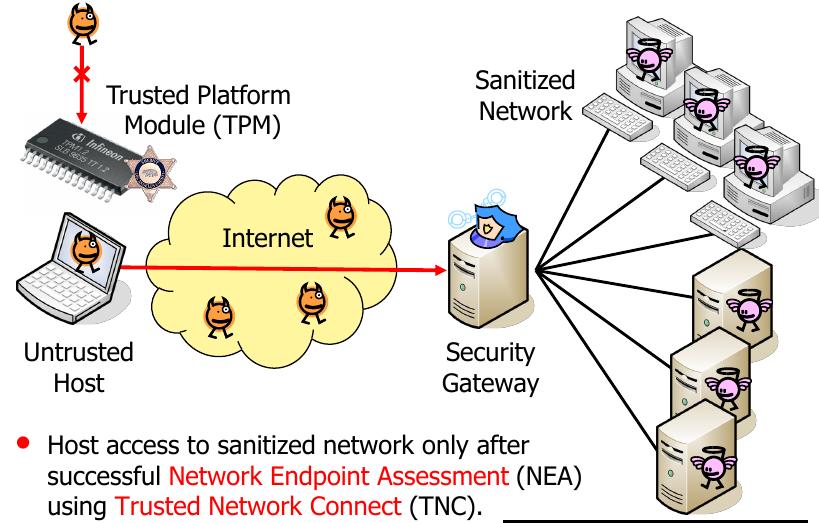 Trusted Platform
Module (TPM)
Infineon
TPM1.2
SLB 9635 TT 1.2
Sanitized
Network
Internet
Untrusted
Host
Security
Gateway
• Host access to sanitized network only after
successful Network Endpoint Assessment (NEA)
using Trusted Network Connect (TNC).